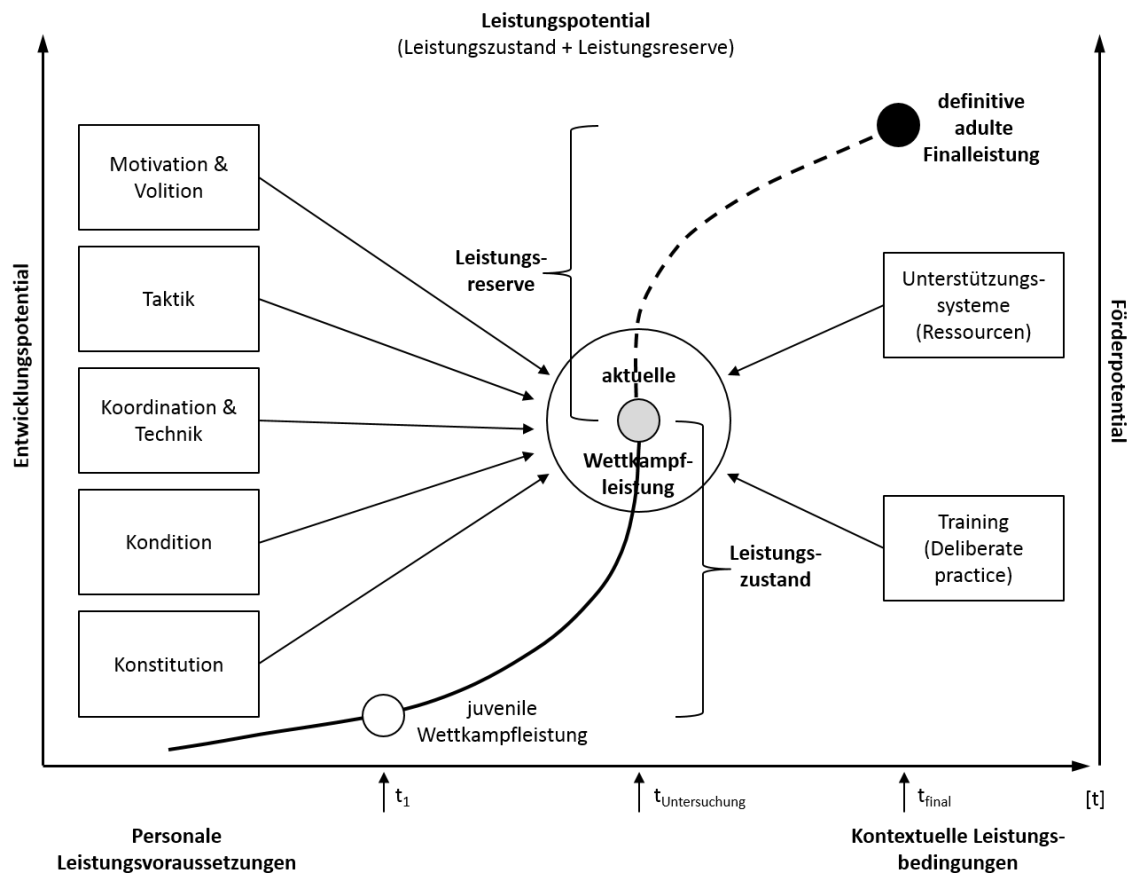 Leistungspotential
(Leistungszustand + Leistungsreserve)
Entwicklungspotential
Motivation &
Volition
Taktik
Koordination &
Technik
Kondition
Konstitution
Leistungs-
reserve
aktuelle
Wettkampf-
leistung
Leistungs-
zustand
juvenile
Wettkampfleistung
definitive
adulte
Finalleistung
Unterstützungs-
systeme
(Ressourcen)
Training
(Deliberate
practice)
Förderpotential
t1
tUntersuchung
tfinal
[t]
Personale
Leistungsvoraussetzungen
Kontextuelle Leistungs-
bedingungen